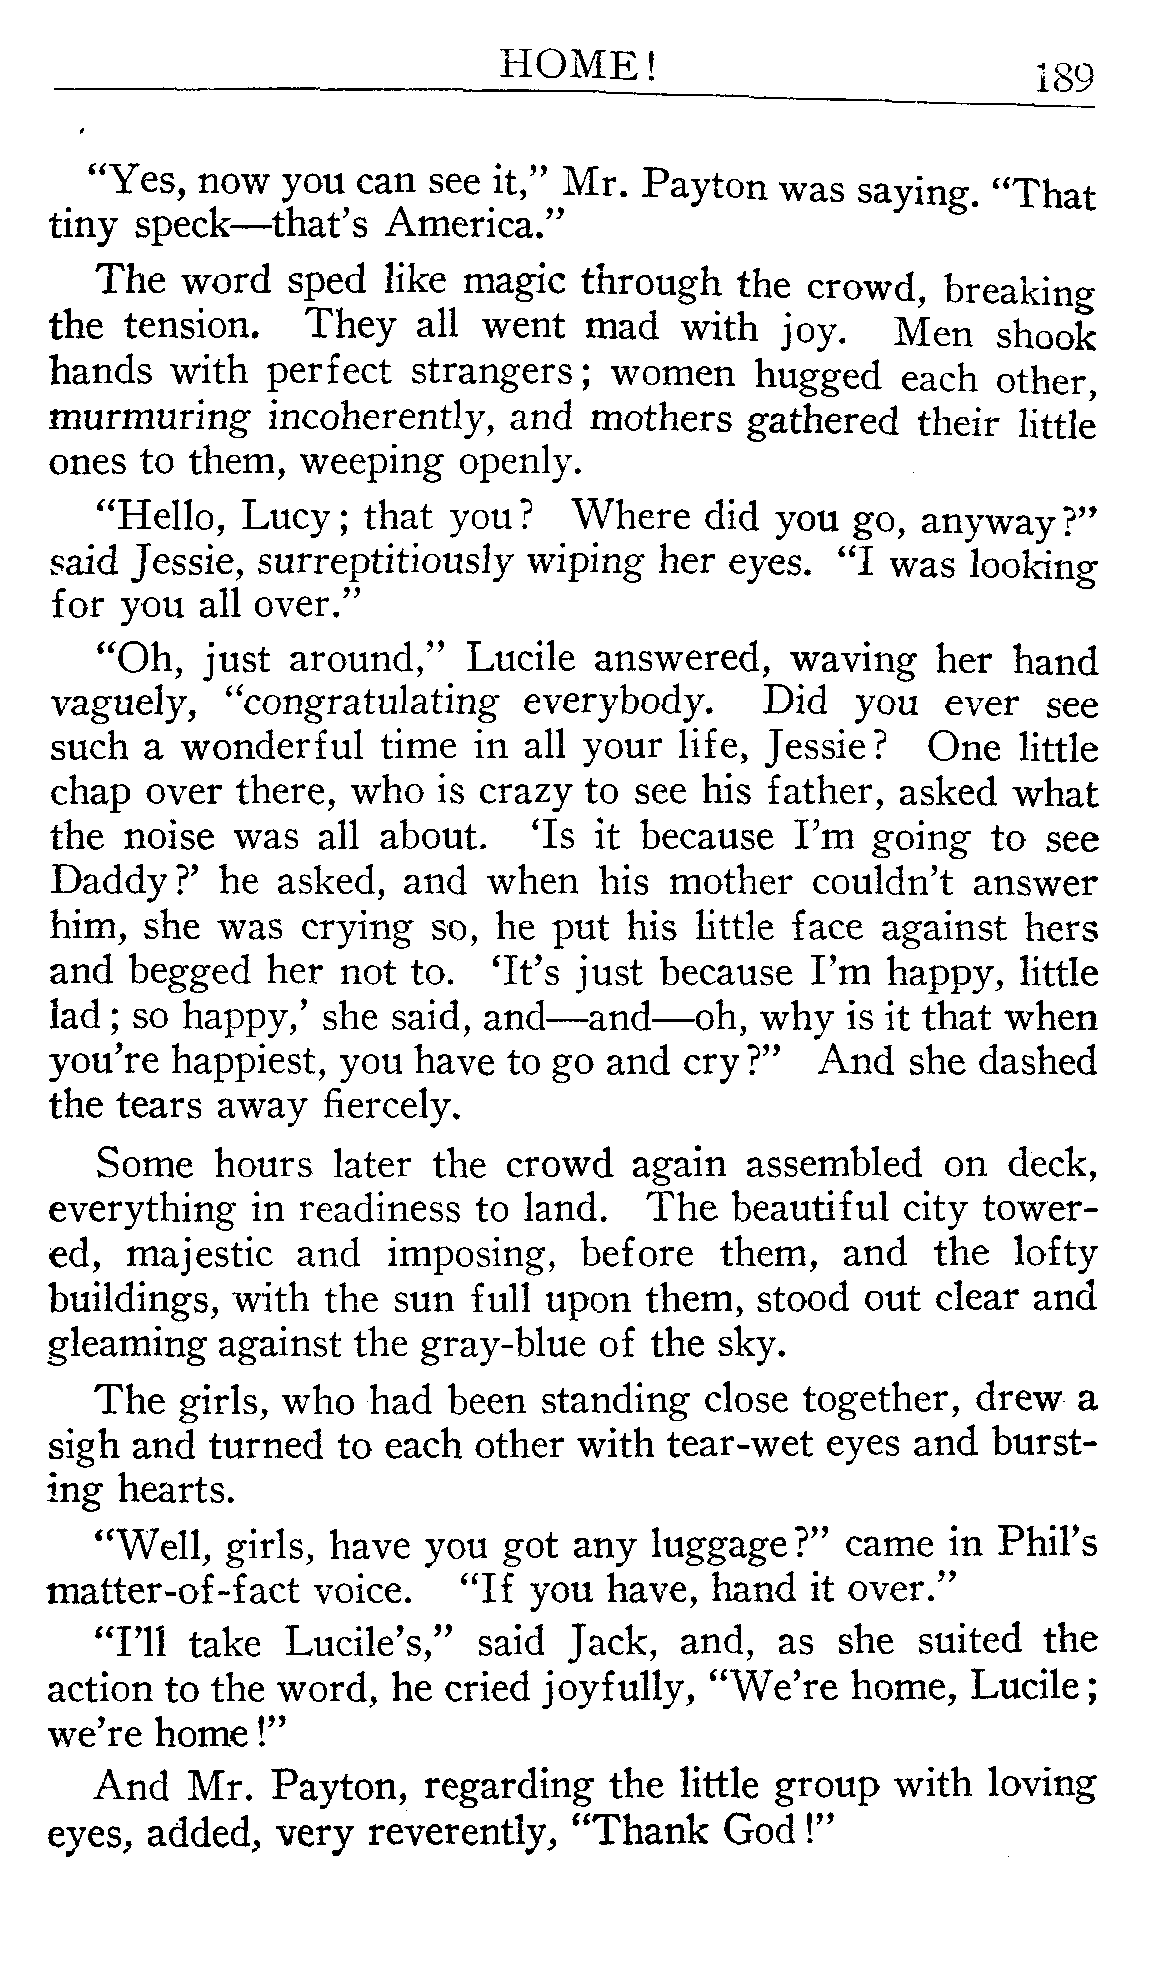 HOME!
189
“Yes, now you can see it,” Mr. Payton was saying. “That
tiny speck—that’s America.”
The word sped like magic through the crowd, breaking
the tension. They all went mad with joy. Men shook
hands with perfect strangers; women hugged each other,
murmuring incoherently, and mothers gathered their little
ones to them, weeping openly.
“Hello, Lucy; that you? Where did you go, anyway?”
said Jessie, surreptitiously wiping her eyes. “I was looking
for you all over.”
“Oh, just around,” Lucile answered, waving her hand
vaguely, “congratulating everybody. Did you ever see
such a wonderful time in all your life, Jessie? One little
chap over there, who is crazy to see his father, asked what
the noise was all about. ‘Is it because I’m going to see
Daddy?’ he asked, and when his mother couldn’t answer
him, she was crying so, he put his little face against hers
and begged her not to. ‘It’s just because I’m happy, little
lad; so happy,’ she said, and—and—oh, why is it that when
you’re happiest, you have to go and cry?” And she dashed
the tears away fiercely.
Some hours later the crowd again assembled on deck,
everything in readiness to land. The beautiful city tower-
ed, majestic and imposing, before them, and the lofty
buildings, with the sun full upon them, stood out clear and
gleaming against the gray-blue of the sky.
The girls, who had been standing close together, drew a
sigh and turned to each other with tear-wet eyes and burst-
ing hearts.
“Well, girls, have you got any luggage?” came in Phil’s
matter-of-fact voice. “If you have, hand it over.”
“I’ll take Lucile’s,” said Jack, and, as she suited the
action to the word, he cried joyfully, “We’re home, Lucile;
we’re home!”
And Mr. Payton, regarding the little group with loving
eyes, added, very reverently, “Thank God!”